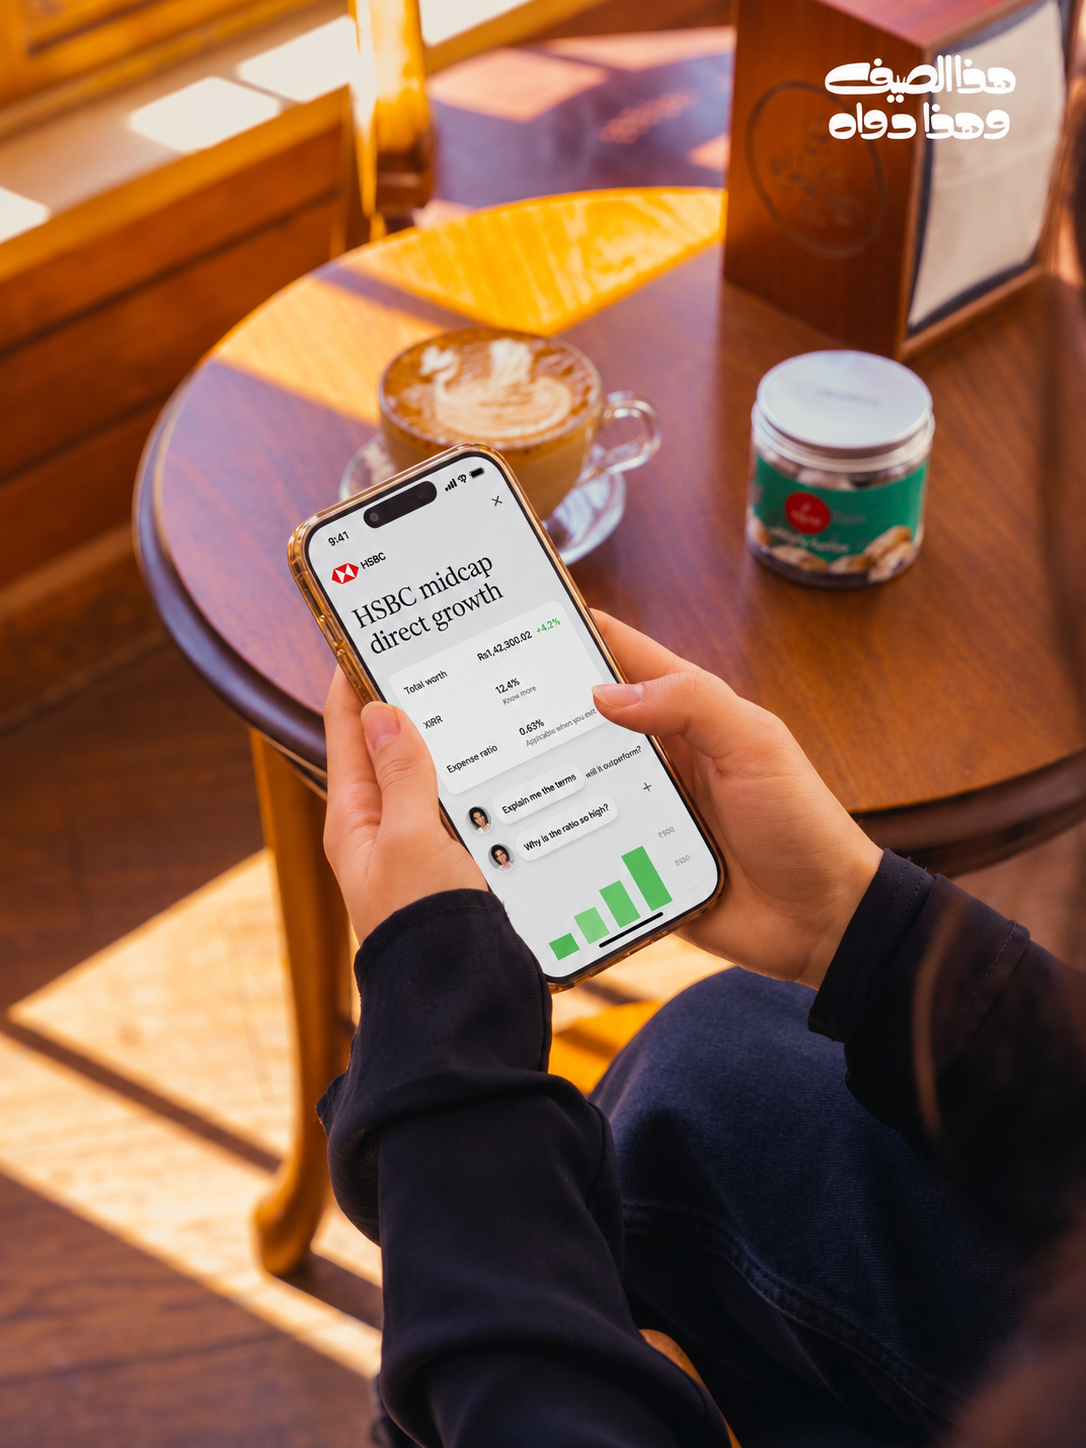 هذا الصيف
وهذا دواه
9:41
HSBC
HSBC midcap
direct growth
Total worth Rs1,42,300.02 +4.2%
XIRR 12.4%
Know more
Expense ratio 0.63%
Applicable when you exit
Explain me the terms will it outperform?
Why is the ratio so high?